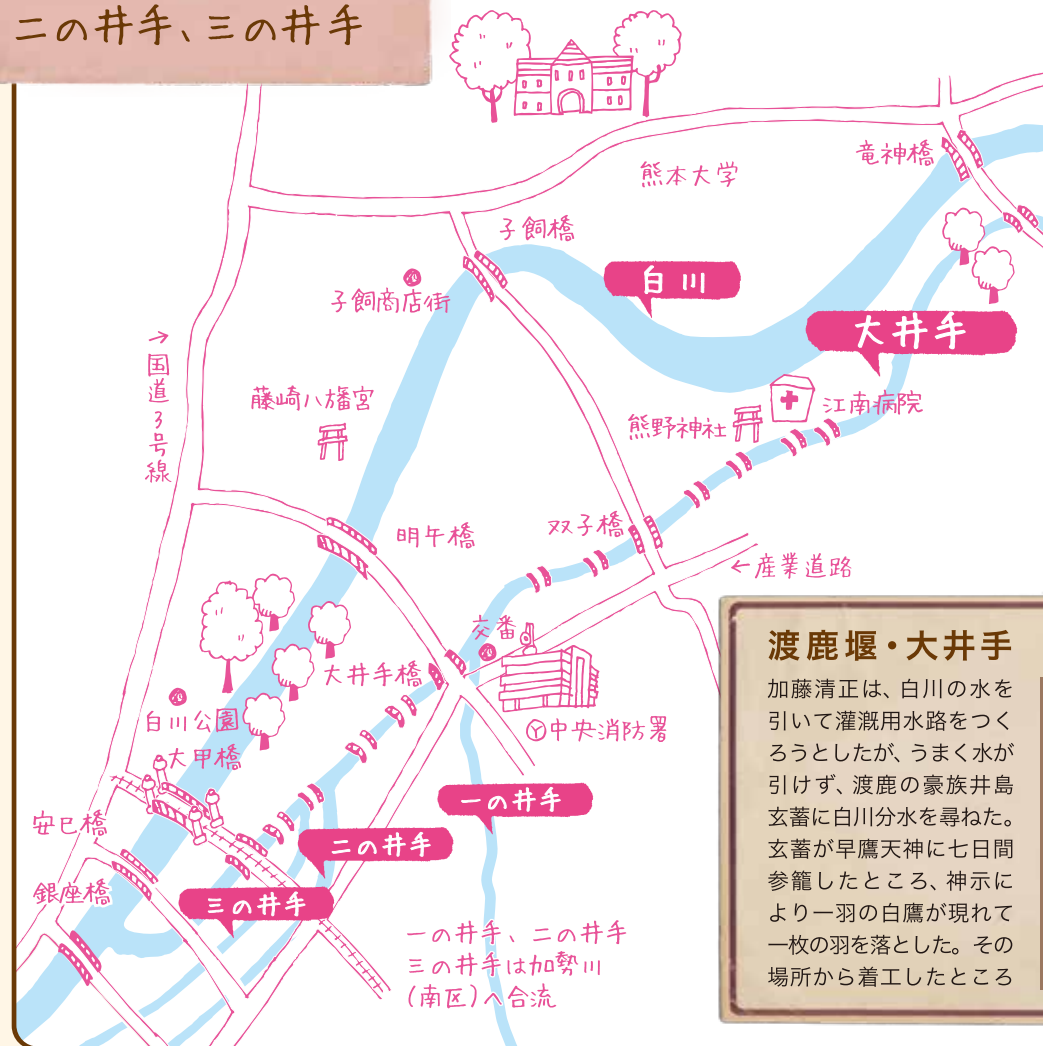 二の井手、三の井手
竜神橋
熊本大学
子飼橋
子飼商店街
白川
大井手
→国道3号線
藤崎八幡宮
熊野神社
江南病院
明午橋
双子橋
←産業道路
交番
大井手橋
白川公園
Ⓨ中央消防署
大甲橋
一の井手
安巳橋
二の井手
銀座橋
三の井手
一の井手、二の井手
三の井手は加勢川
(南区)へ合流
渡鹿堰・大井手
加藤清正は、白川の水を
引いて灌漑用水路をつく
ろうとしたが、うまく水が
引けず、渡鹿の豪族井島
玄蓄に白川分水を尋ねた。
玄蓄が早鷹天神に七日間
参籠したところ、神示に
より一羽の白鷹が現れて
一枚の羽を落とした。その
場所から着工したところ